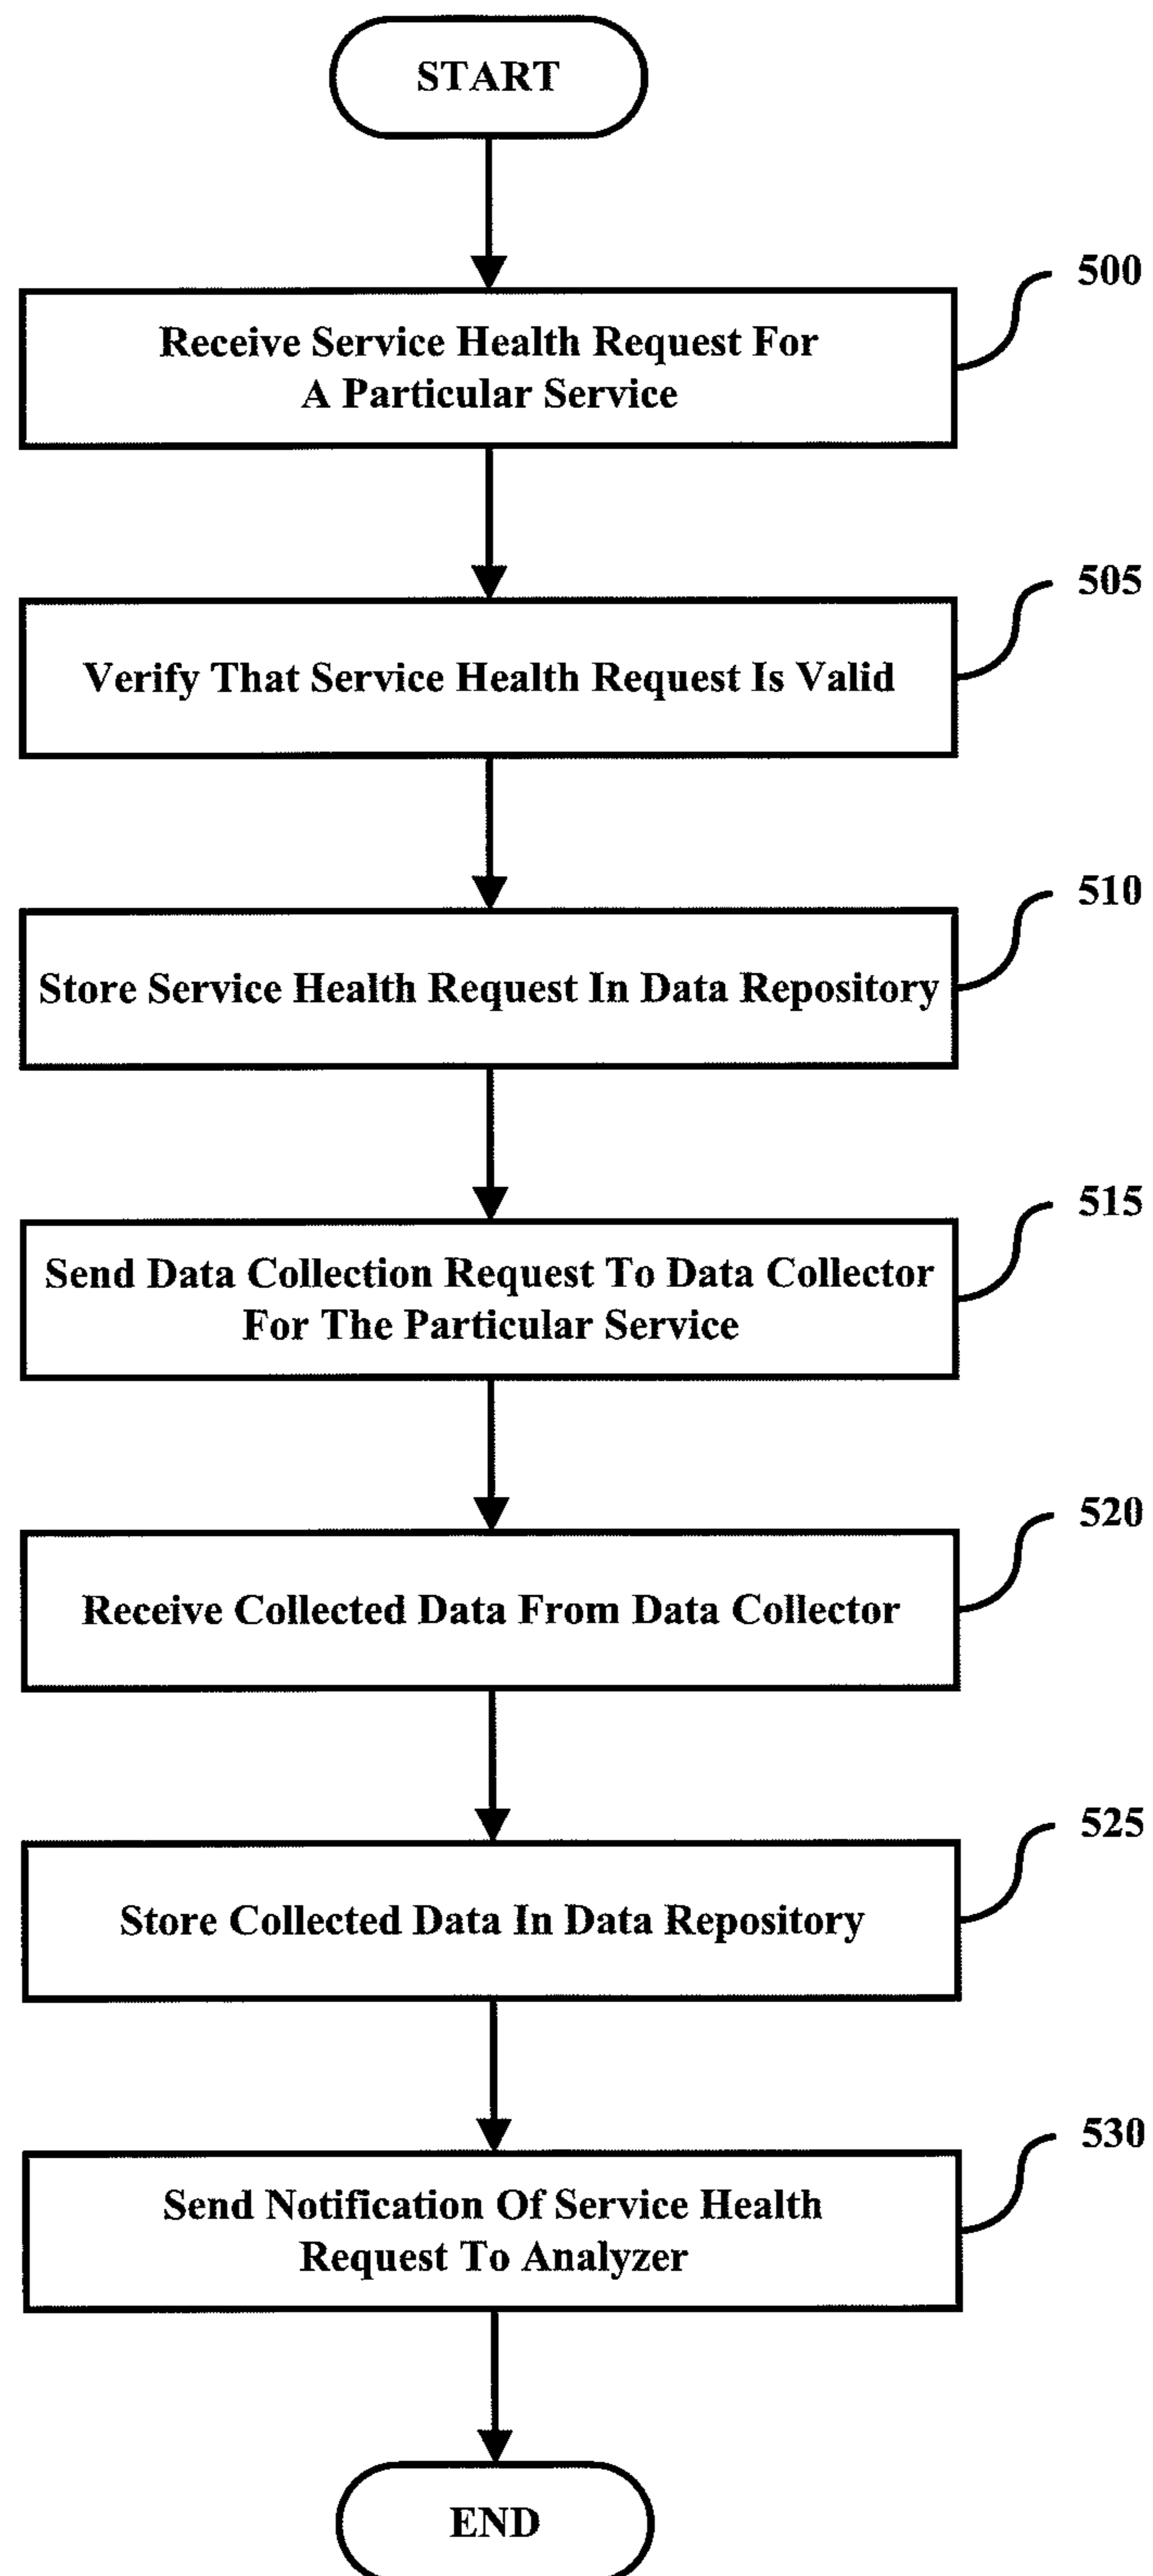 START
500
Receive Service Health Request For
A Particular Service
505
Verify That Service Health Request Is Valid
510
Store Service Health Request In Data Repository
515
Send Data Collection Request To Data Collector
For The Particular Service
520
Receive Collected Data From Data Collector
525
Store Collected Data In Data Repository
530
Send Notification Of Service Health
Request To Analyzer
END